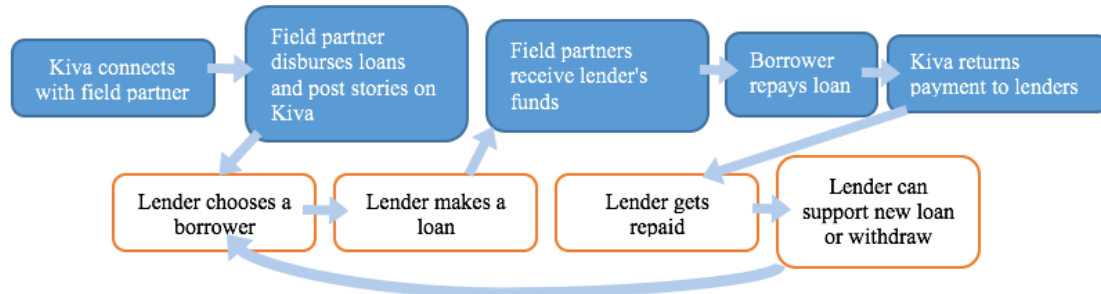 Kiva connects
with field partner
Field partner
disburses loans
and post stories on
Kiva
Field partners
receive lender's
funds
Borrower
repays loan
Kiva returns
payment to lenders
Lender chooses a
borrower
Lender makes a
loan
Lender gets
repaid
Lender can
support new loan
or withdraw